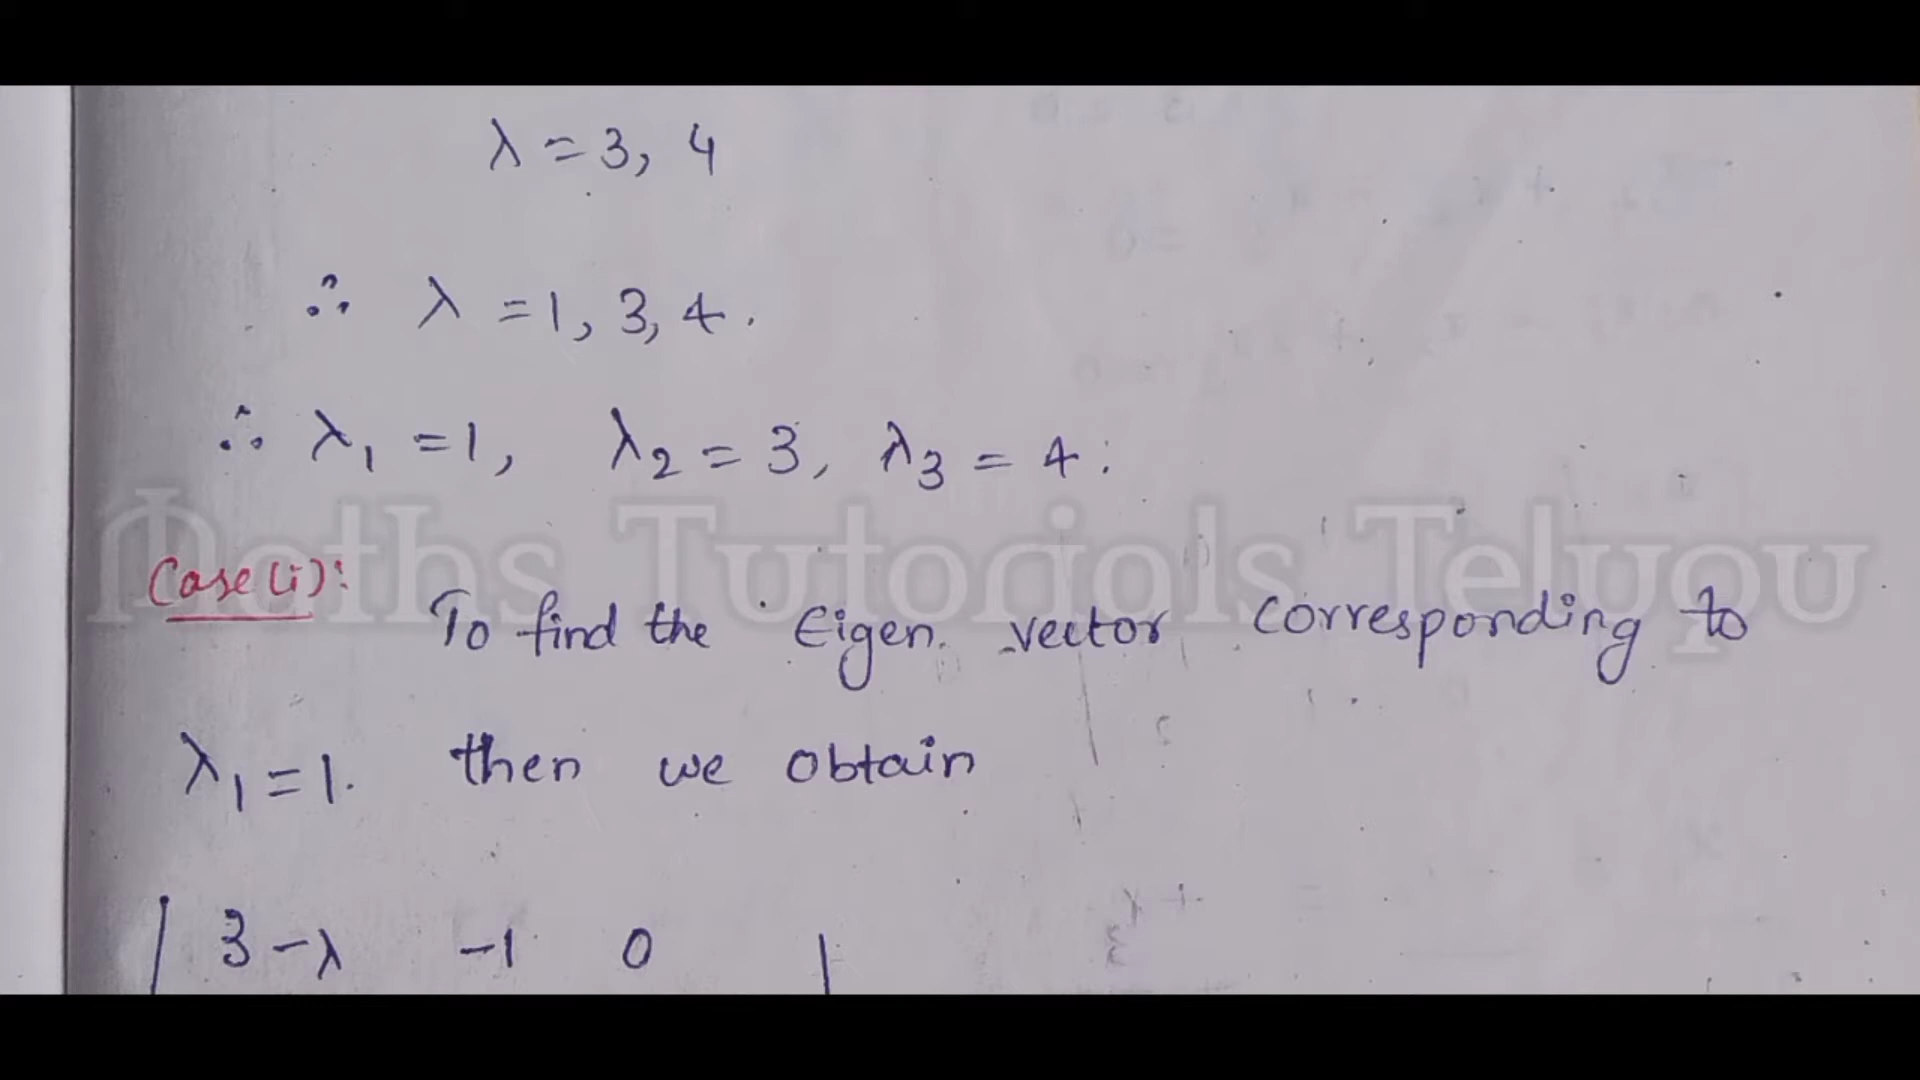 λ = 3, 4
∴ λ = 1, 3, 4.
∴ λ₁ = 1, λ₂ = 3, λ₃ = 4.
Maths Tutorials Telyou
Case (i):
To find the Eigen vector corresponding to
λ₁ = 1. then we obtain
| 3 - λ -1 0 |